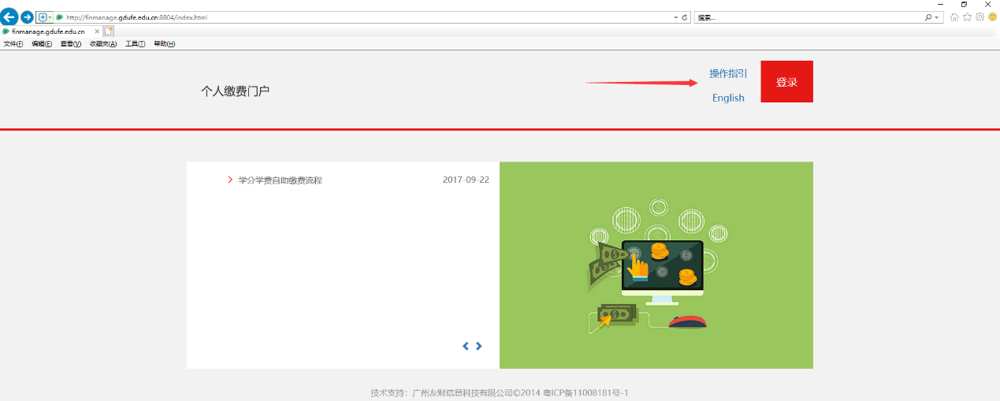 http://finmanage.gdufe.edu.cn:8804/index.html
搜索...
finmanage.gdufe.edu.cn
文件(F) 编辑(E) 查看(V) 收藏夹(A) 工具(T) 帮助(H)
个人缴费门户
操作指引
English
登录
学分学费自助缴费流程 2017-09-22
技术支持：广州友财信息科技有限公司©2014 粤ICP备11008181号-1